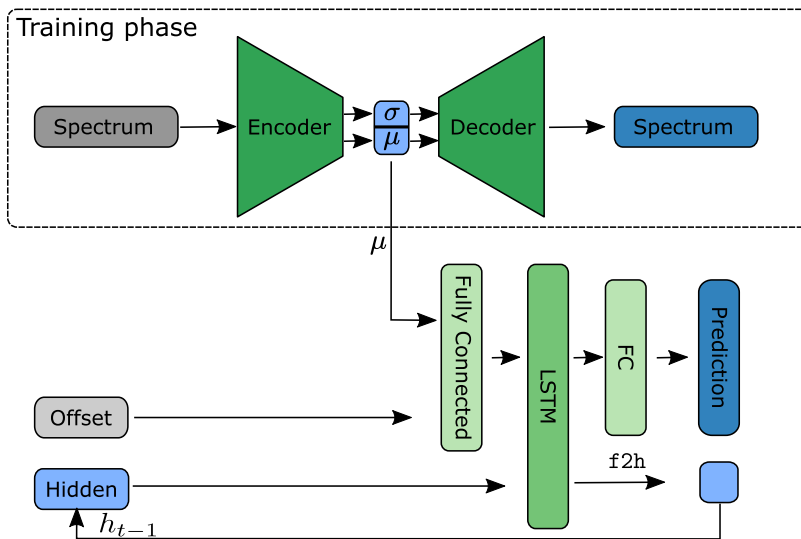 Training phase
Spectrum
Encoder
σ
μ
Decoder
Spectrum
μ
Fully Connected
LSTM
FC
Prediction
Offset
f2h
Hidden
h_{t−1}